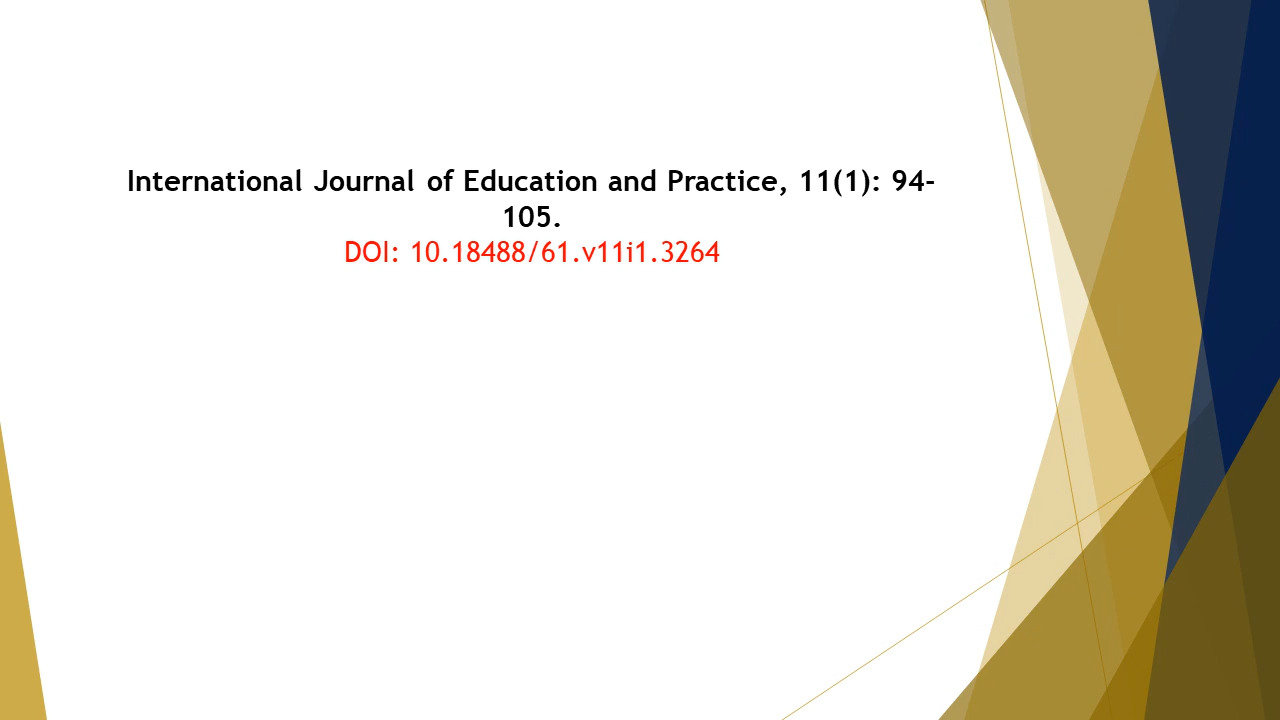 International Journal of Education and Practice, 11(1): 94-
105.
DOI: 10.18488/61.v11i1.3264